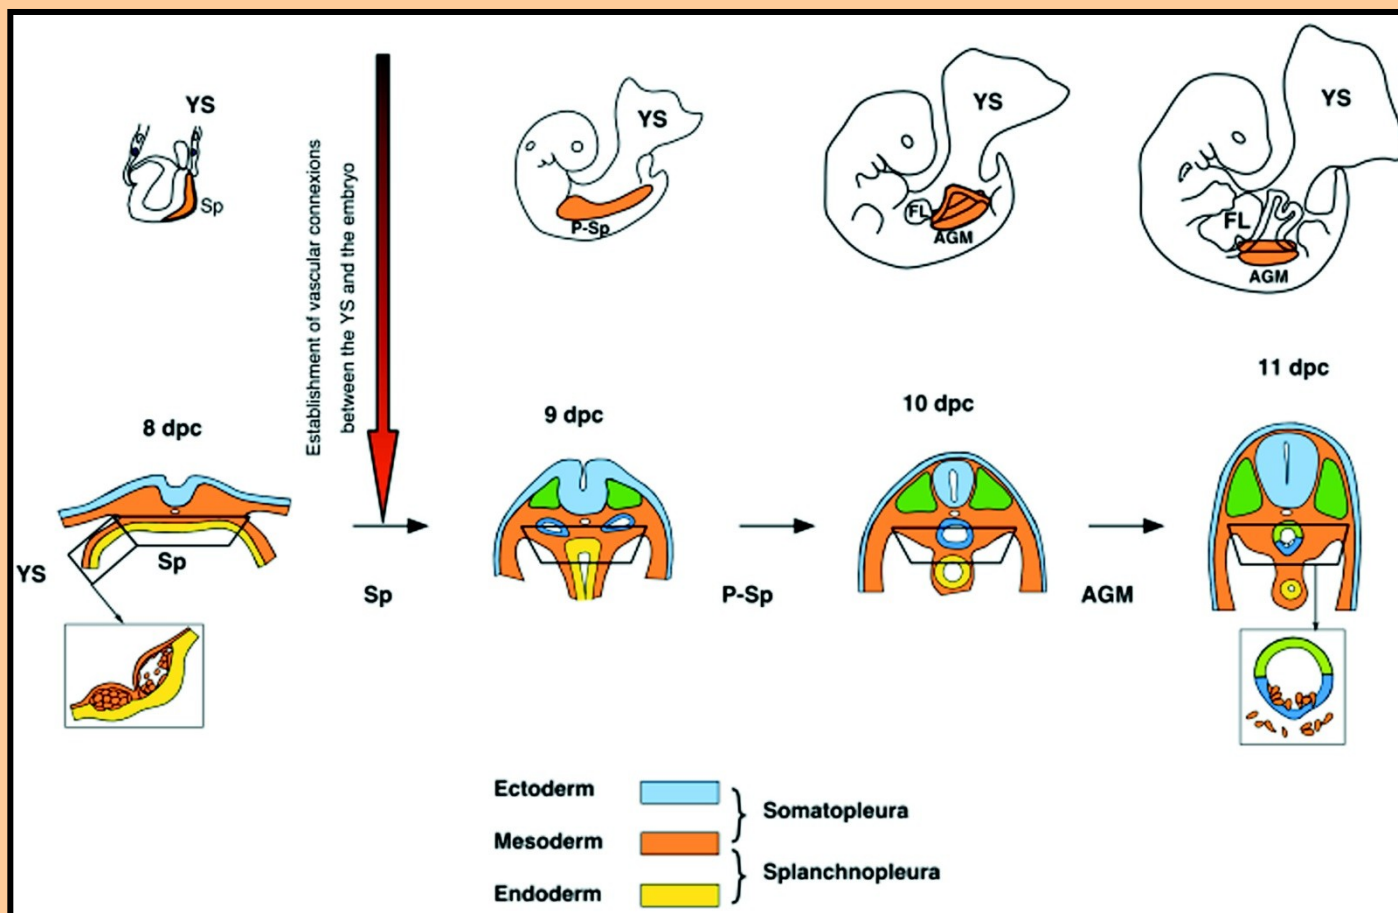 YS
Sp
Establishment of vascular connexions
between the YS and the embryo
YS
P-Sp
YS
FL
AGM
YS
FL
AGM
8 dpc
9 dpc
10 dpc
11 dpc
YS
Sp
Sp
P-Sp
AGM
Ectoderm
Mesoderm
Endoderm
Somatopleura
Splanchnopleura